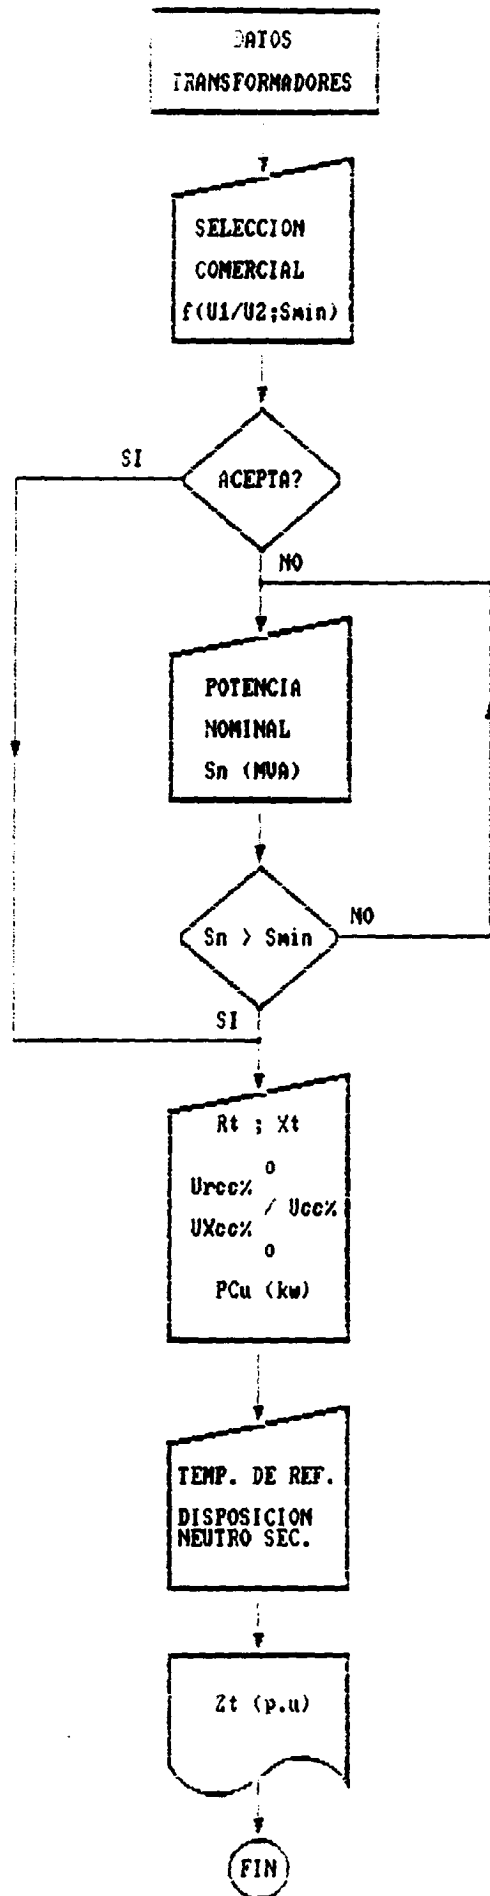 DATOS
TRANSFORMADORES
SELECCION
COMERCIAL
f(U1/U2;Smin)
SI
ACEPTA?
NO
POTENCIA
NOMINAL
Sn (MVA)
Sn > Smin
NO
SI
Rt ; Xt
o
Urcc%
/ Ucc%
UXcc%
o
PCu (kw)
TEMP. DE REF.
DISPOSICION
NEUTRO SEC.
Zt (p.u)
FIN